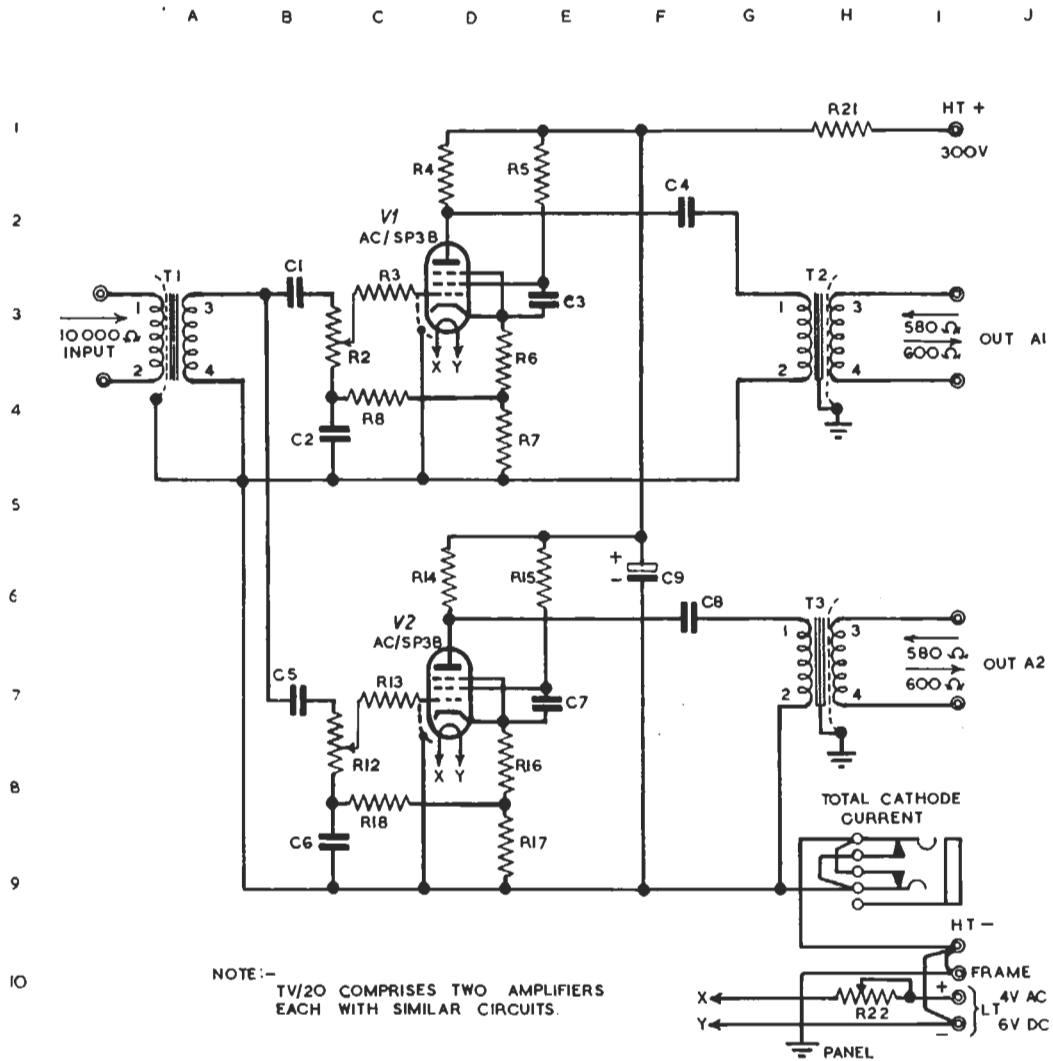 A B C D E F G H I J
1
R21
HT +
300V
R4
R5
C4
2
V1
AC/SP3B
T1
C1
R3
T2
3
1
3
C3
1
3
10 000 Ω
INPUT
R2
X Y
R6
580 Ω
600 Ω
OUT A1
2
4
R8
2
4
4
C2
R7
5
R14
R15
+
-
C9
6
C8
T3
V2
AC/SP3B
1
3
C5
R13
580 Ω
600 Ω
OUT A2
7
C7
2
4
R12
X Y
R16
8
R18
TOTAL CATHODE
CURRENT
C6
R17
9
HT -
NOTE:-
TV/20 COMPRISES TWO AMPLIFIERS
EACH WITH SIMILAR CIRCUITS.
10
FRAME
X
R22
+
4V AC
LT
Y
-
6V DC
PANEL